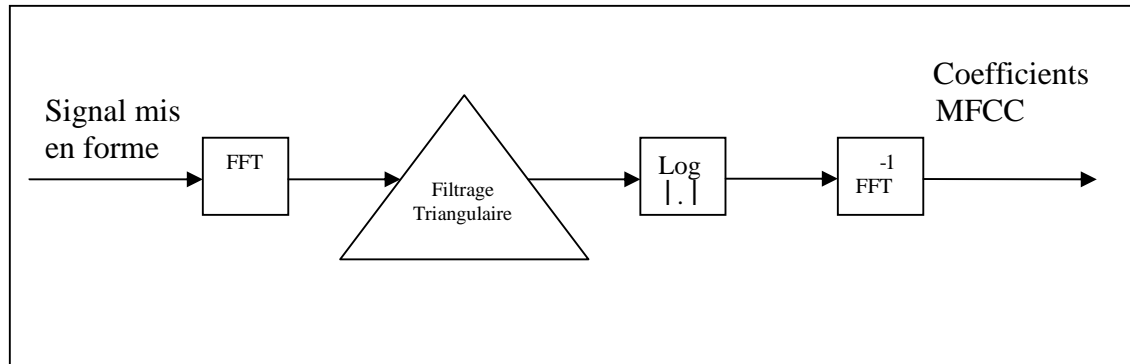 Signal mis
en forme
FFT
Filtrage
Triangulaire
Log
| . |
-1
FFT
Coefficients
MFCC